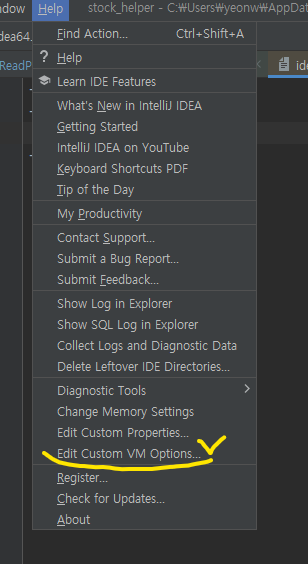 ndow Help stock_helper - C:₩Users₩yeonw₩AppDat
dea64.
ReadP
ide
Find Action... Ctrl+Shift+A
? Help
Learn IDE Features
What's New in IntelliJ IDEA
Getting Started
IntelliJ IDEA on YouTube
Keyboard Shortcuts PDF
Tip of the Day
My Productivity
Contact Support...
Submit a Bug Report...
Submit Feedback...
Show Log in Explorer
Show SQL Log in Explorer
Collect Logs and Diagnostic Data
Delete Leftover IDE Directories...
Diagnostic Tools
Change Memory Settings
Edit Custom Properties...
Edit Custom VM Options...
Register...
Check for Updates...
About